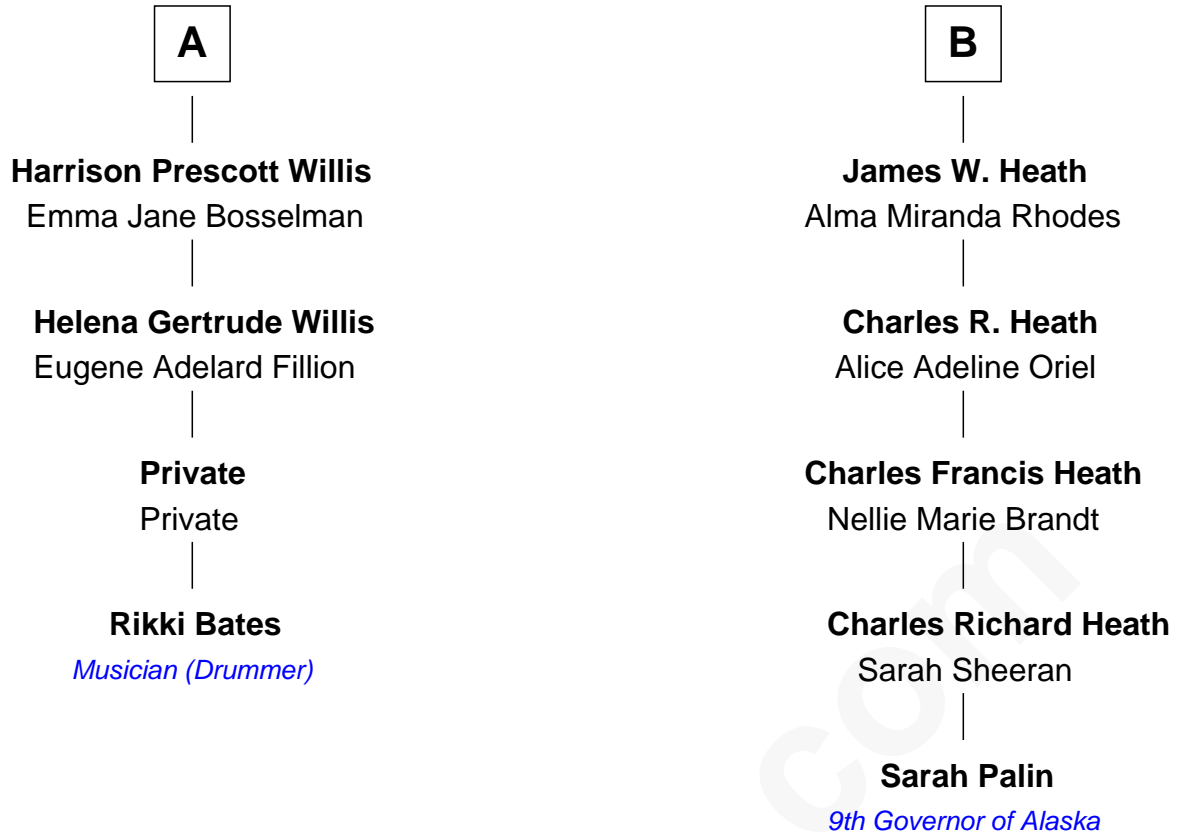 A
Harrison Prescott Willis
Emma Jane Bosselman
Helena Gertrude Willis
Eugene Adelard Fillion
Private
Private
Rikki Bates
Musician (Drummer)
B
James W. Heath
Alma Miranda Rhodes
Charles R. Heath
Alice Adeline Oriel
Charles Francis Heath
Nellie Marie Brandt
Charles Richard Heath
Sarah Sheeran
Sarah Palin
9th Governor of Alaska
com